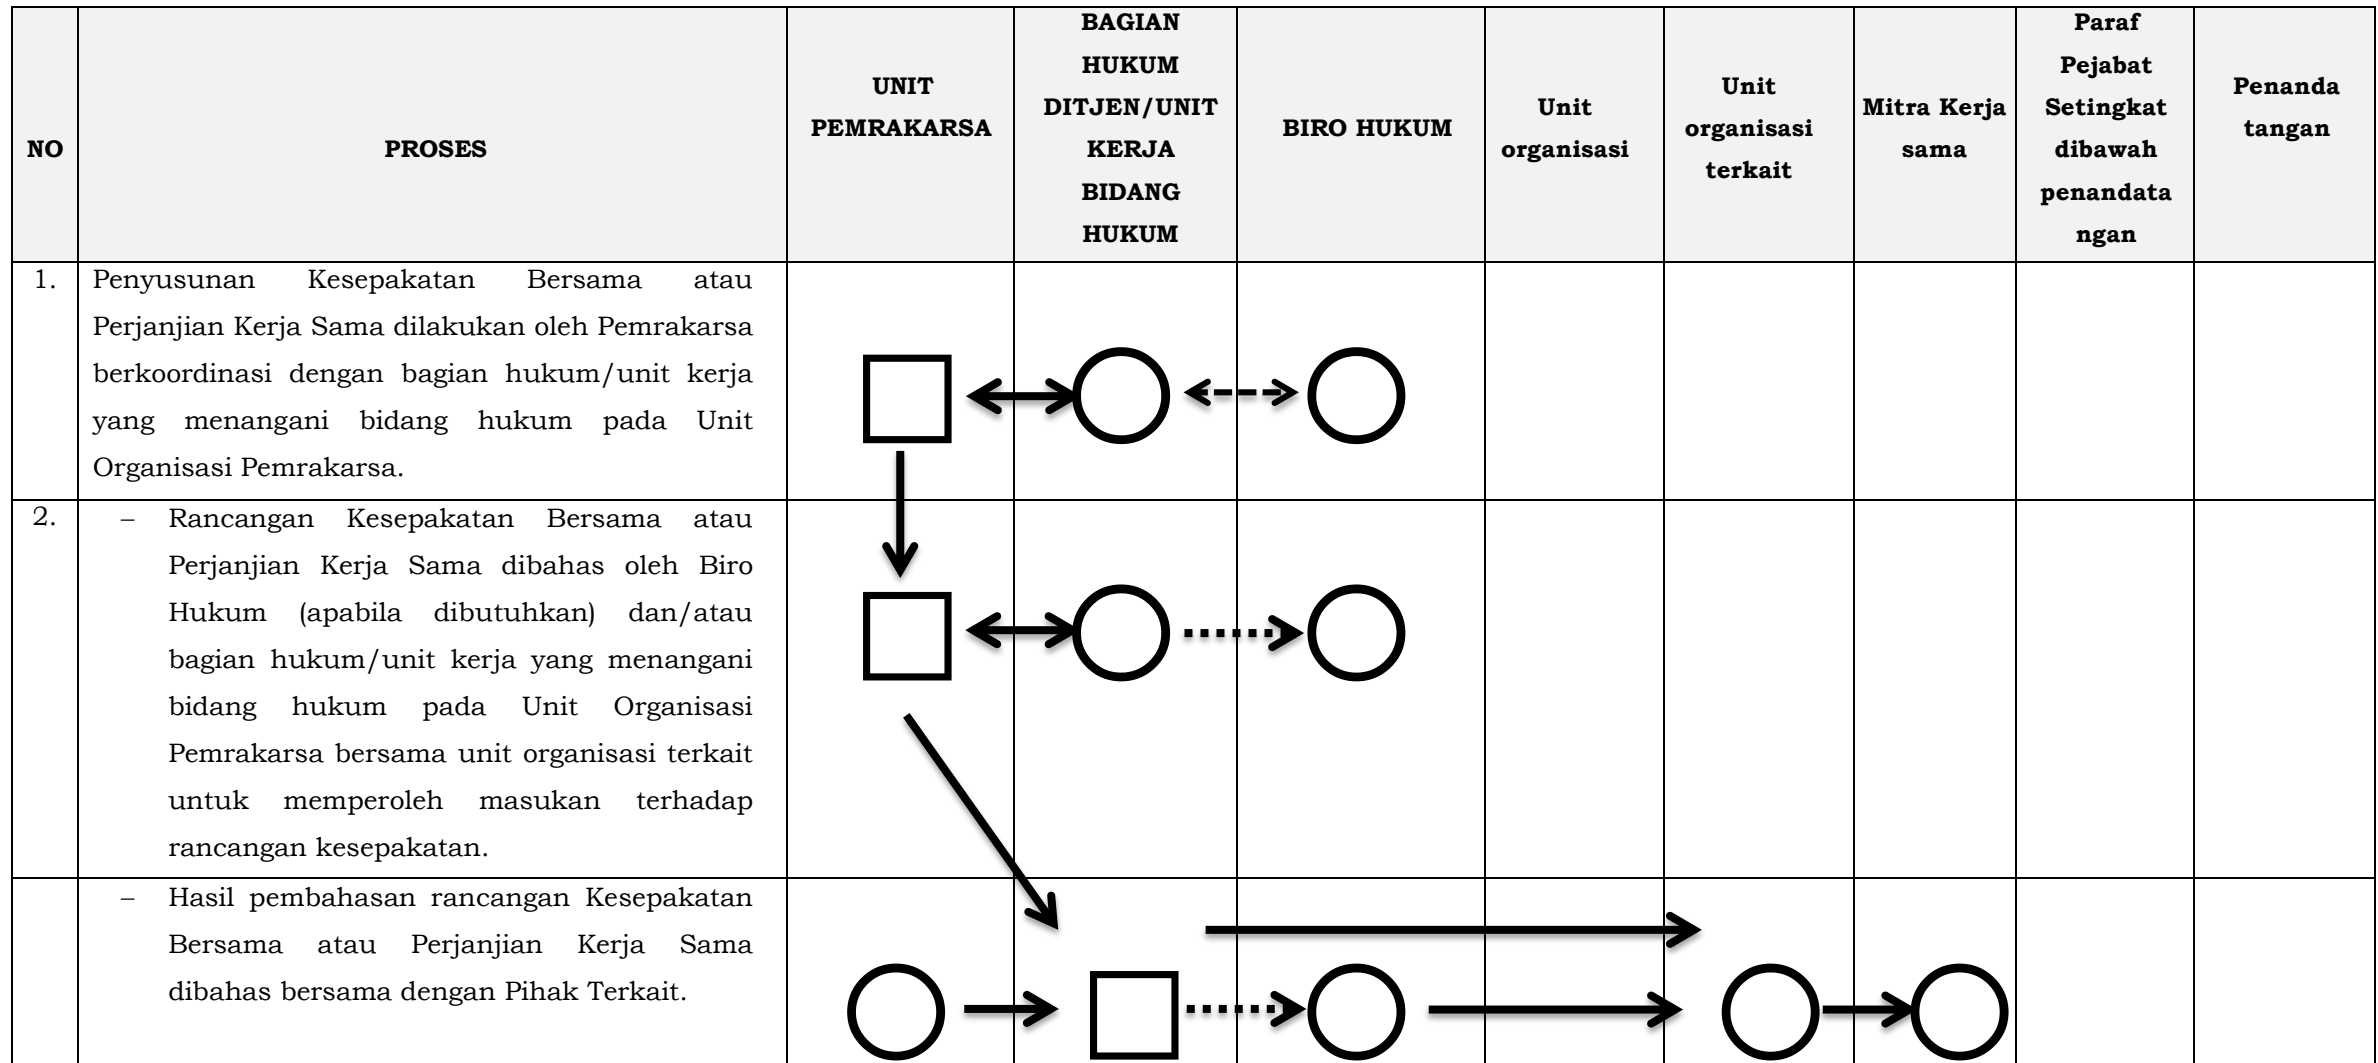 NO
PROSES
UNIT
PEMRAKARSA
BAGIAN
HUKUM
DITJEN/UNIT
KERJA
BIDANG
HUKUM
BIRO HUKUM
Unit
organisasi
Unit
organisasi
terkait
Mitra Kerja
sama
Paraf
Pejabat
Setingkat
dibawah
penandata
ngan
Penanda
tangan
1.
Penyusunan Kesepakatan Bersama atau
Perjanjian Kerja Sama dilakukan oleh Pemrakarsa
berkoordinasi dengan bagian hukum/unit kerja
yang menangani bidang hukum pada Unit
Organisasi Pemrakarsa.
2.
– Rancangan Kesepakatan Bersama atau
Perjanjian Kerja Sama dibahas oleh Biro
Hukum (apabila dibutuhkan) dan/atau
bagian hukum/unit kerja yang menangani
bidang hukum pada Unit Organisasi
Pemrakarsa bersama unit organisasi terkait
untuk memperoleh masukan terhadap
rancangan kesepakatan.
– Hasil pembahasan rancangan Kesepakatan
Bersama atau Perjanjian Kerja Sama
dibahas bersama dengan Pihak Terkait.